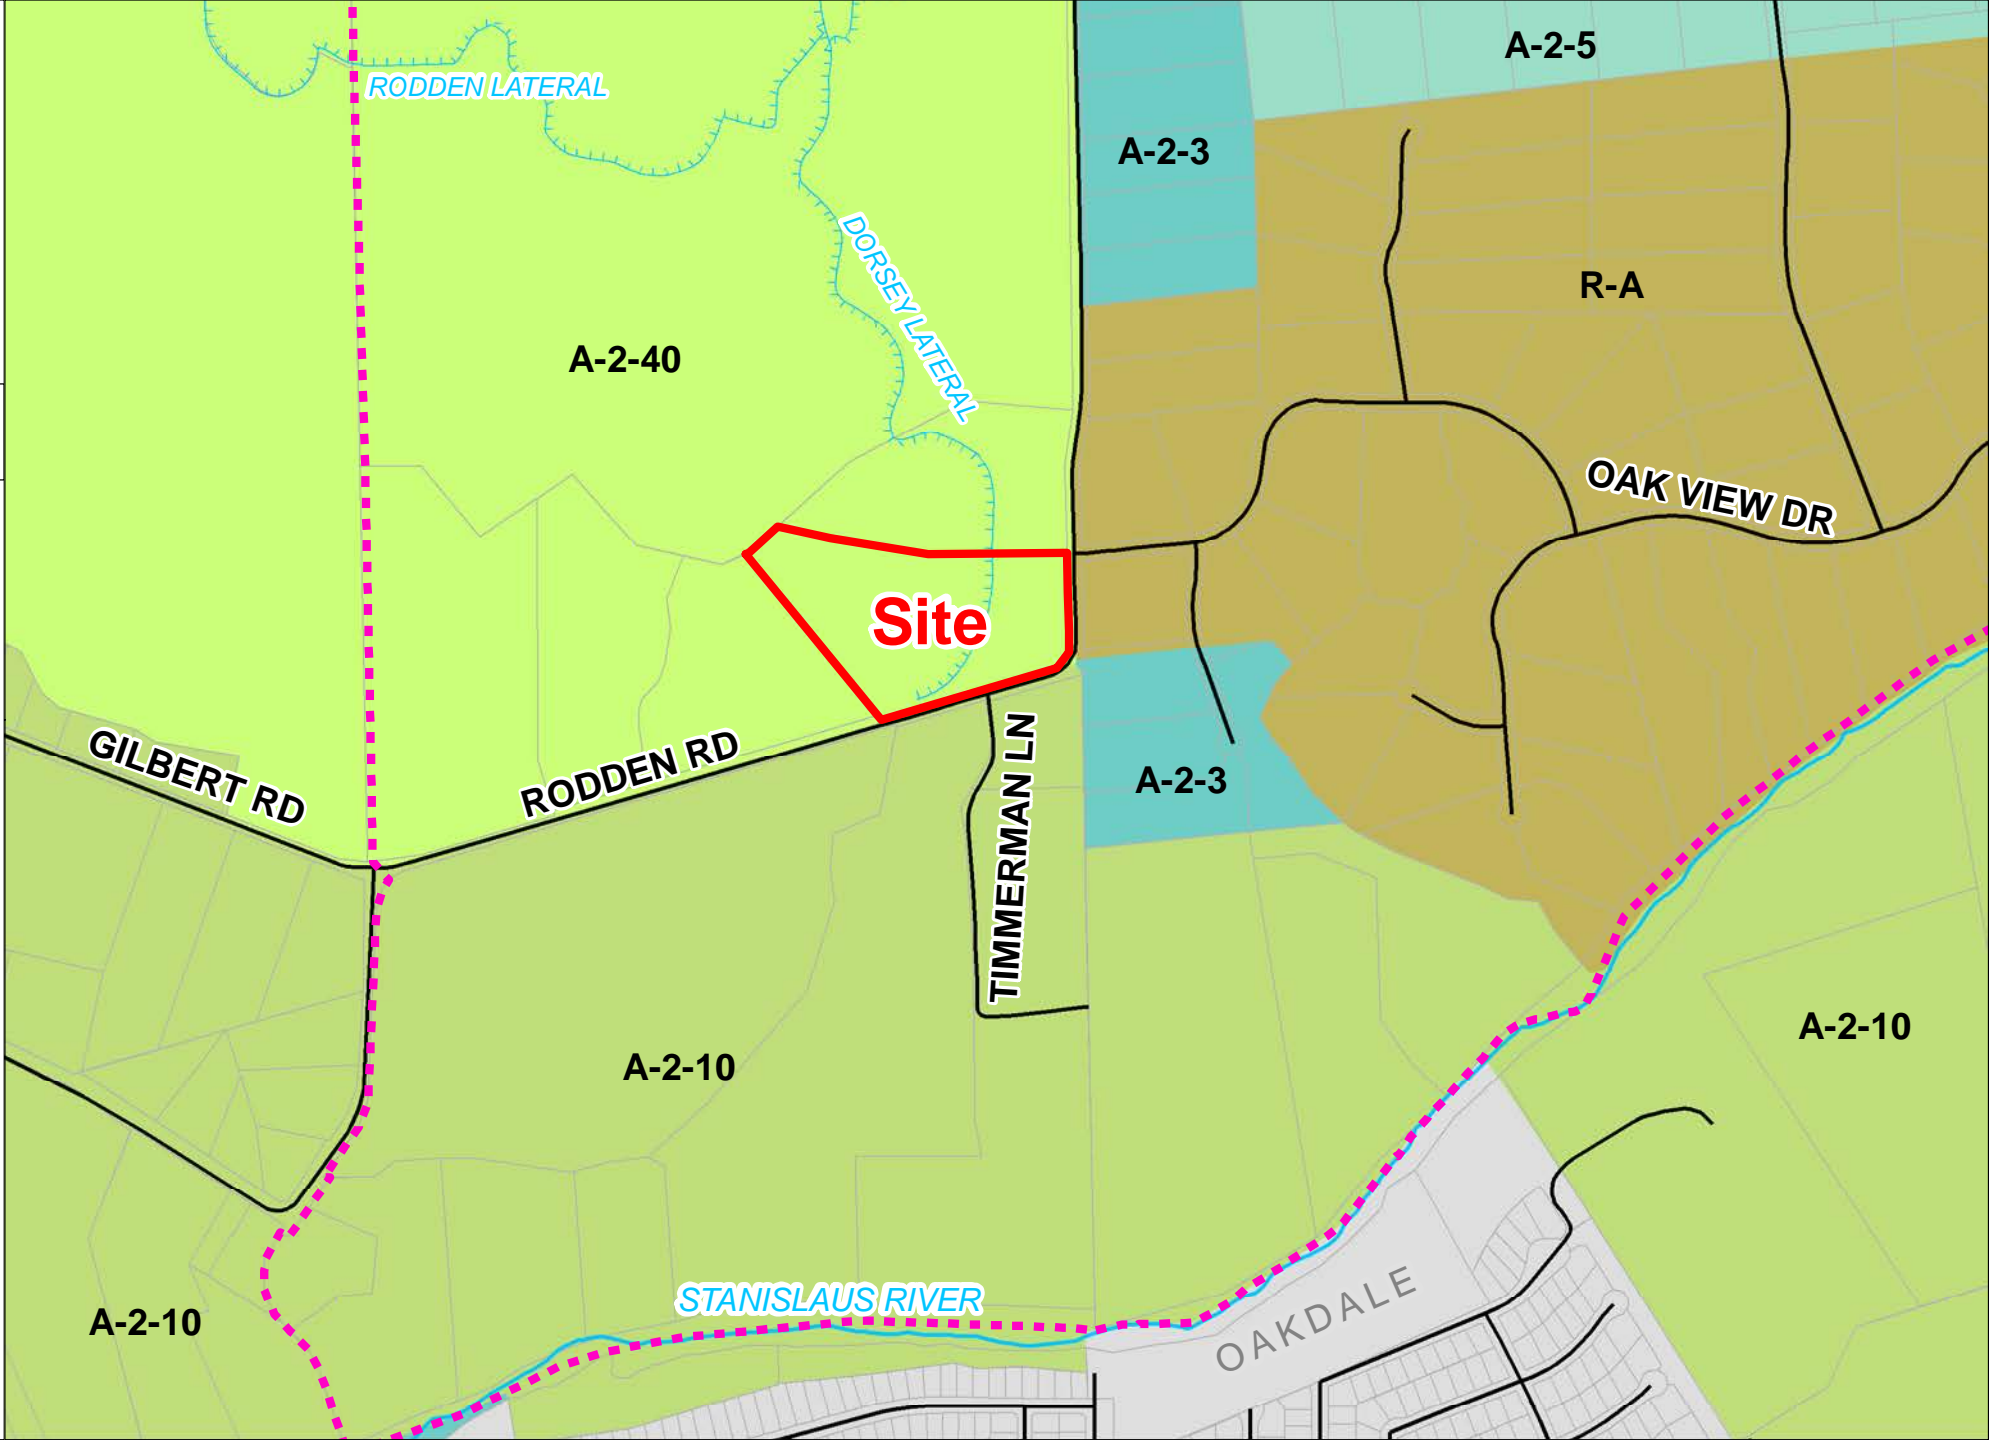 A-2-5
RODDEN LATERAL
A-2-3
DORSEY LATERAL
R-A
A-2-40
OAK VIEW DR
Site
GILBERT RD
RODDEN RD
TIMMERMAN LN
A-2-3
A-2-10
A-2-10
STANISLAUS RIVER
A-2-10
OAKDALE